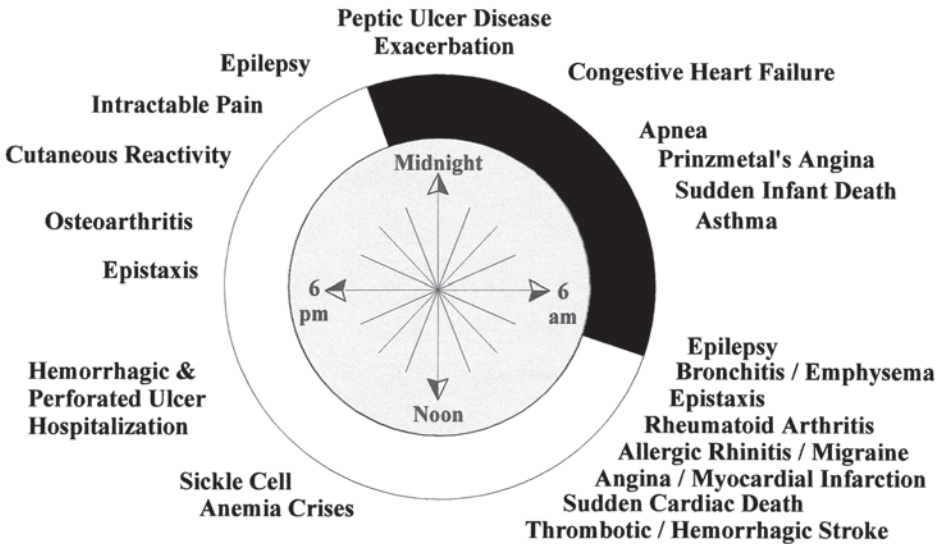 Peptic Ulcer Disease
Exacerbation
Epilepsy
Congestive Heart Failure
Intractable Pain
Apnea
Cutaneous Reactivity
Midnight
Prinzmetal's Angina
Sudden Infant Death
Osteoarthritis
Asthma
Epistaxis
6
pm
6
am
Noon
Hemorrhagic &
Perforated Ulcer
Hospitalization
Epilepsy
Bronchitis / Emphysema
Epistaxis
Rheumatoid Arthritis
Allergic Rhinitis / Migraine
Angina / Myocardial Infarction
Sudden Cardiac Death
Thrombotic / Hemorrhagic Stroke
Sickle Cell
Anemia Crises